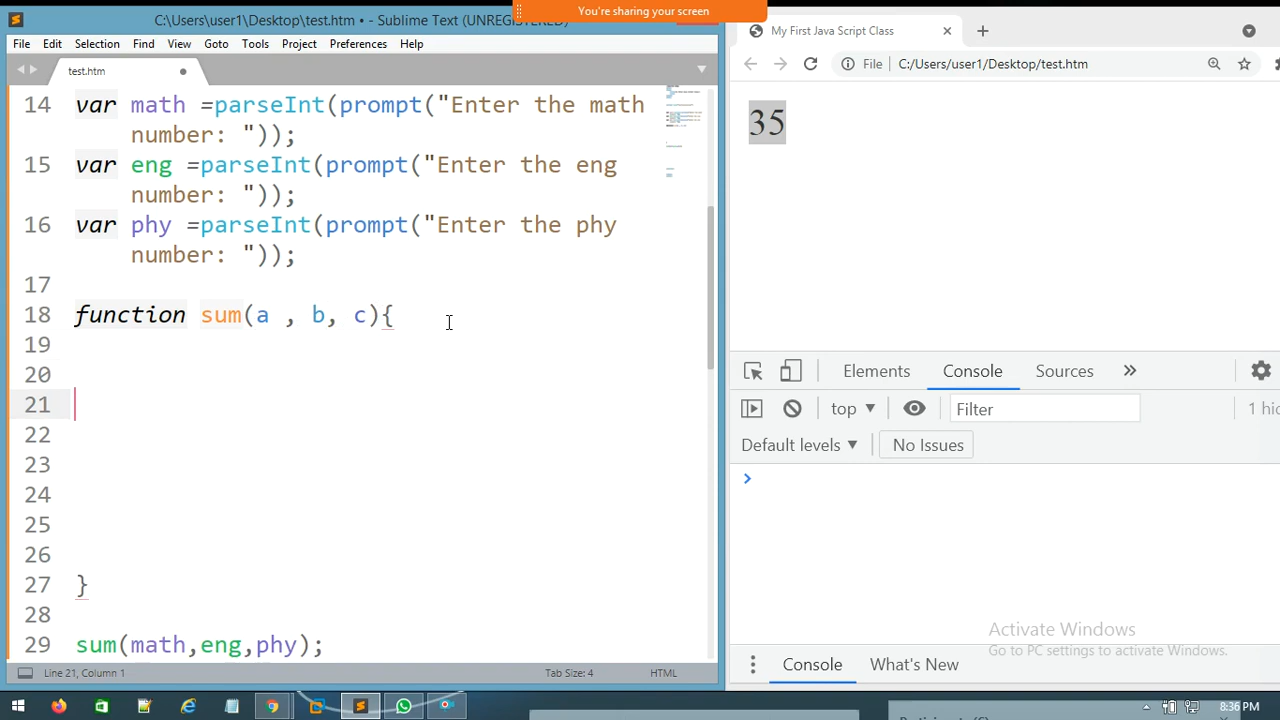 C:\Users\user1\Desktop\test.htm • - Sublime Text (UNREGISTERED)
You're sharing your screen
File Edit Selection Find View Goto Tools Project Preferences Help
test.htm
14 var math =parseInt(prompt("Enter the math
number: "));
15 var eng =parseInt(prompt("Enter the eng
number: "));
16 var phy =parseInt(prompt("Enter the phy
number: "));
17
18 function sum(a , b, c){
19
20
21
22
23
24
25
26
27 }
28
29 sum(math,eng,phy);
Line 21, Column 1 Tab Size: 4 HTML
My First Java Script Class
File C:/Users/user1/Desktop/test.htm
35
Elements Console Sources
top Filter 1 hid
Default levels No Issues
Activate Windows
Go to PC settings to activate Windows.
Console What's New
8:36 PM